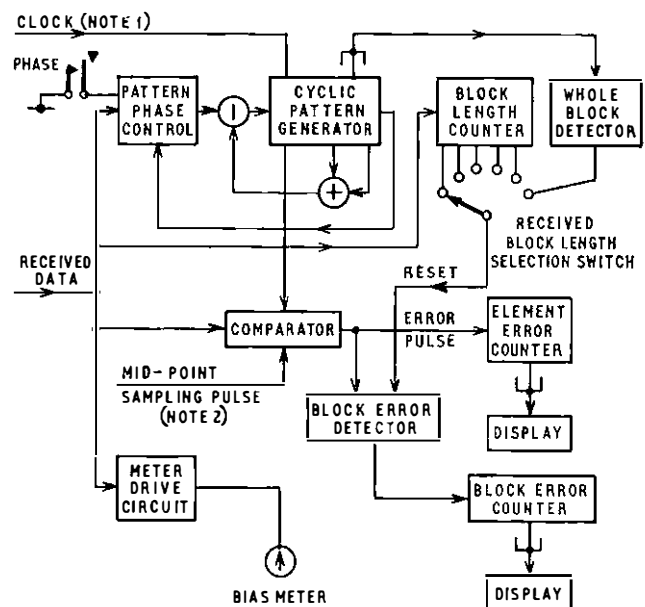 CLOCK (NOTE 1)
PHASE
PATTERN
PHASE
CONTROL
CYCLIC
PATTERN
GENERATOR
BLOCK
LENGTH
COUNTER
WHOLE
BLOCK
DETECTOR
+
RECEIVED
BLOCK LENGTH
SELECTION SWITCH
RECEIVED
DATA
RESET
COMPARATOR
ERROR
PULSE
ELEMENT
ERROR
COUNTER
MID-POINT
SAMPLING PULSE
(NOTE 2)
BLOCK ERROR
DETECTOR
DISPLAY
METER
DRIVE
CIRCUIT
BLOCK ERROR
COUNTER
BIAS METER
DISPLAY